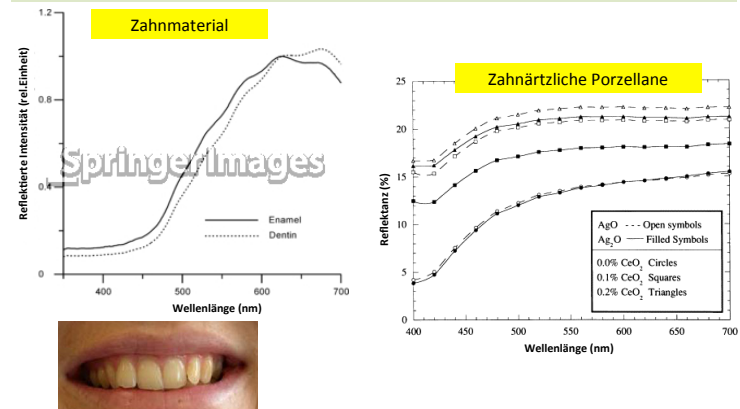 Zahnmaterial
1.2
0.8
0.4
0
Reflektierte Intensität (rel.Einheit)
SpringerImages
Enamel
Dentin
400
500
600
700
Wellenlänge (nm)
Zahnärtzliche Porzellane
25
20
15
10
5
0
Reflektanz (%)
AgO - - - Open symbols
Ag₂O — Filled Symbols
0.0% CeO₂ Circles
0.1% CeO₂ Squares
0.2% CeO₂ Triangles
400
450
500
550
600
650
700
Wellenlänge (nm)